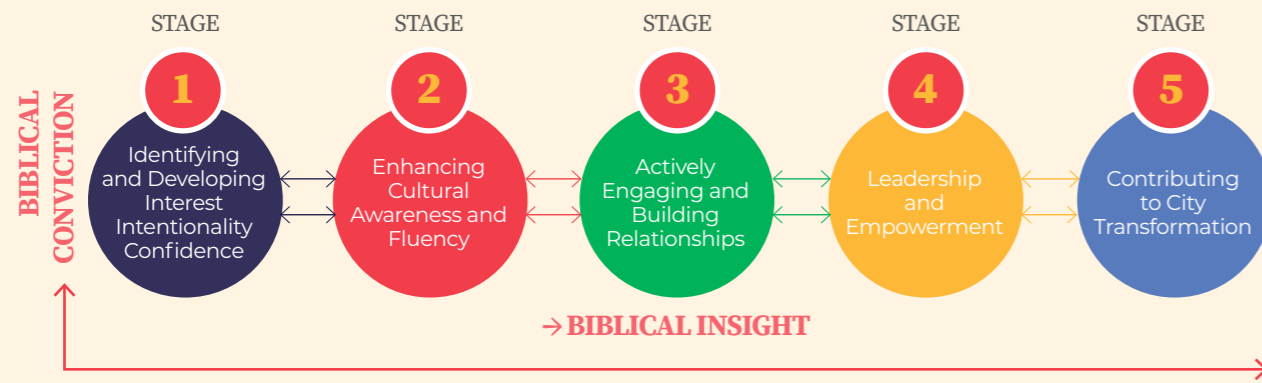 STAGE
1
Identifying
and Developing
Interest
Intentionality
Confidence
STAGE
2
Enhancing
Cultural
Awareness and
Fluency
STAGE
3
Actively
Engaging and
Building
Relationships
STAGE
4
Leadership
and
Empowerment
STAGE
5
Contributing
to City
Transformation
BIBLICAL
CONVICTION
→ BIBLICAL INSIGHT